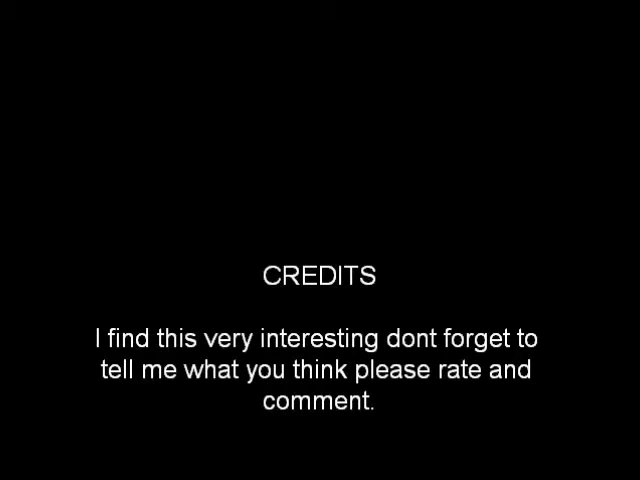 CREDITS
I find this very interesting dont forget to
tell me what you think please rate and
comment.